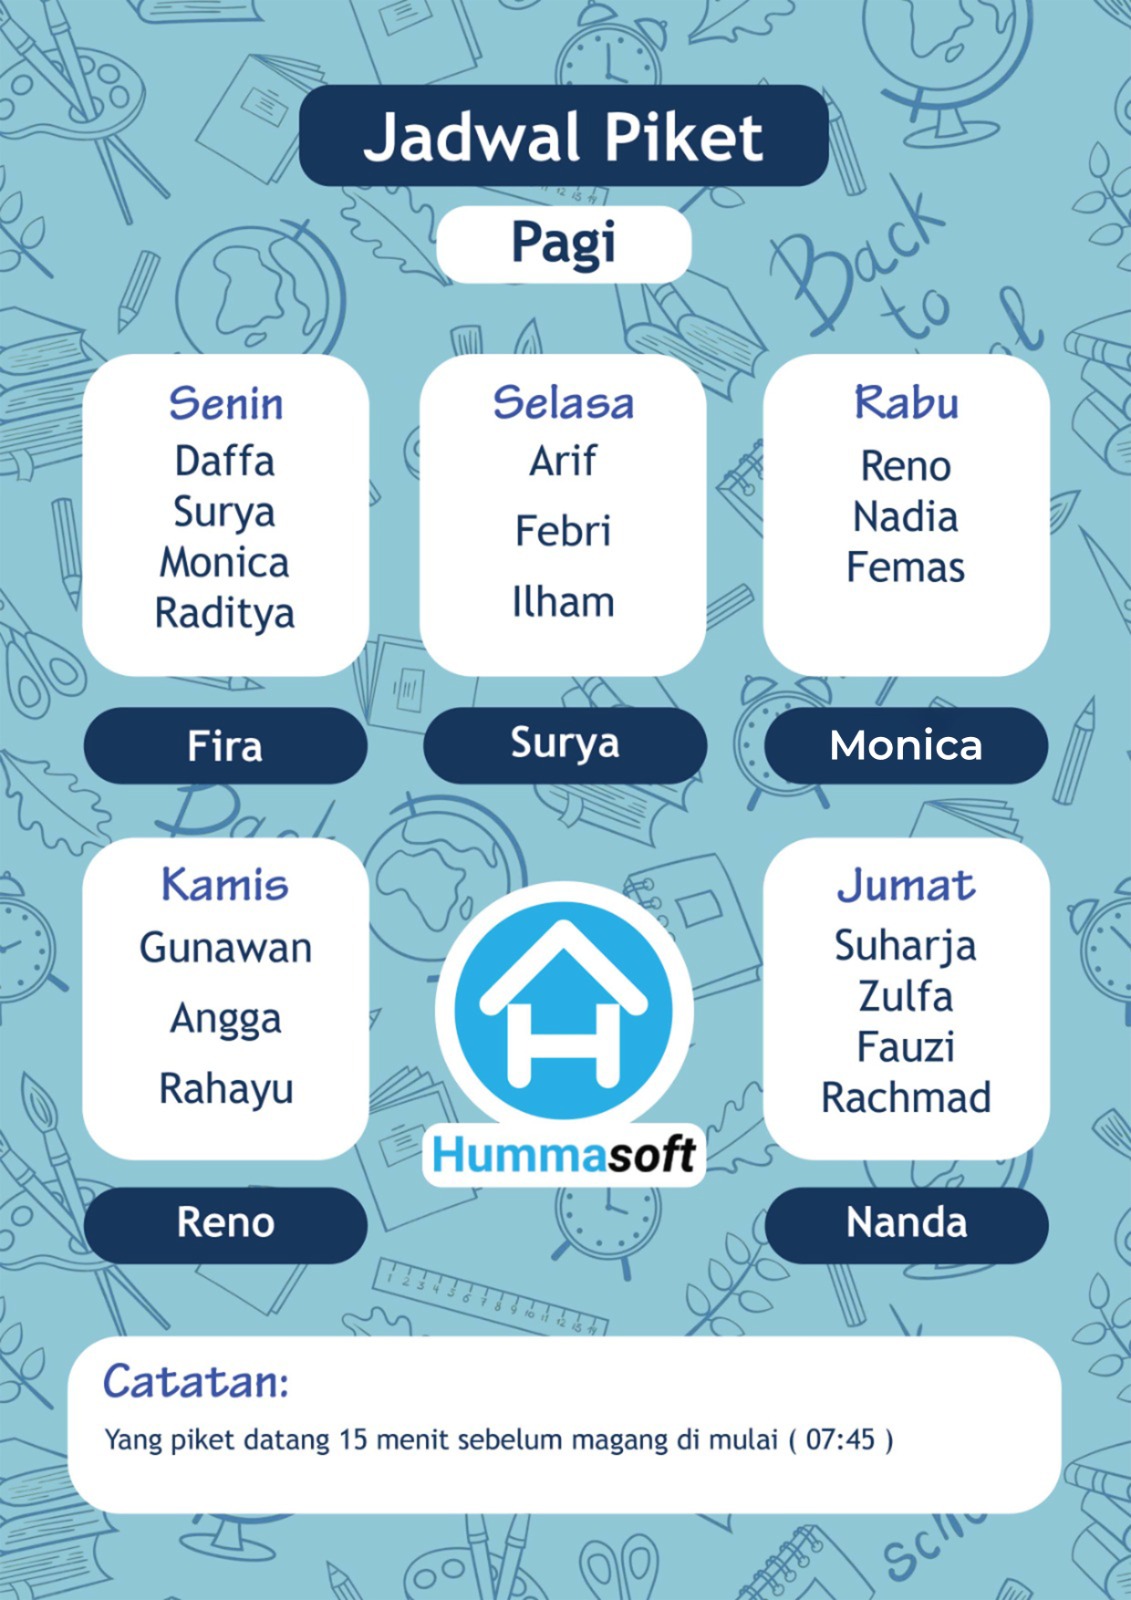 Jadwal Piket
Pagi
Back
to
Senin
Daffa
Surya
Monica
Raditya
Fira
Selasa
Arif
Febri
Ilham
Surya
Rabu
Reno
Nadia
Femas
Monica
Kamis
Gunawan
Angga
Rahayu
Reno
Hummasoft
Jumat
Suharja
Zulfa
Fauzi
Rachmad
Nanda
Catatan:
Yang piket datang 15 menit sebelum magang di mulai ( 07:45 )